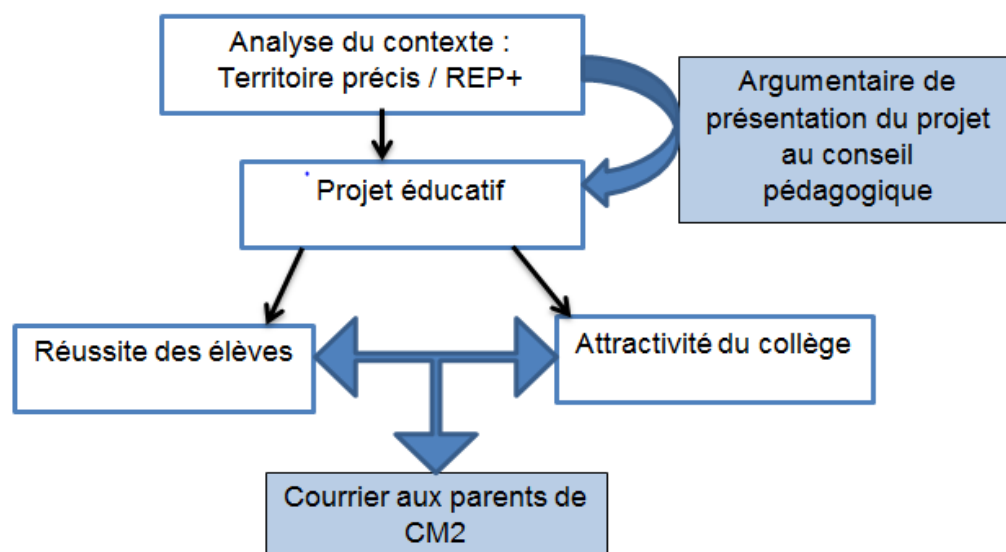 Analyse du contexte :
Territoire précis / REP+
Argumentaire de
présentation du projet
au conseil
pédagogique
Projet éducatif
Réussite des élèves
Attractivité du collège
Courrier aux parents de
CM2